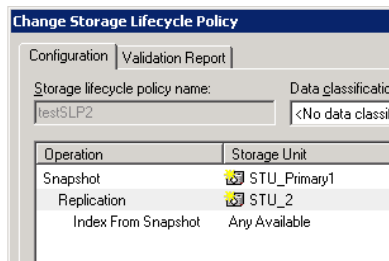 Change Storage Lifecycle Policy
Configuration Validation Report
Storage lifecycle policy name: Data classificatio
testSLP2 <No data classif
Operation Storage Unit
Snapshot STU_Primary1
Replication STU_2
Index From Snapshot Any Available